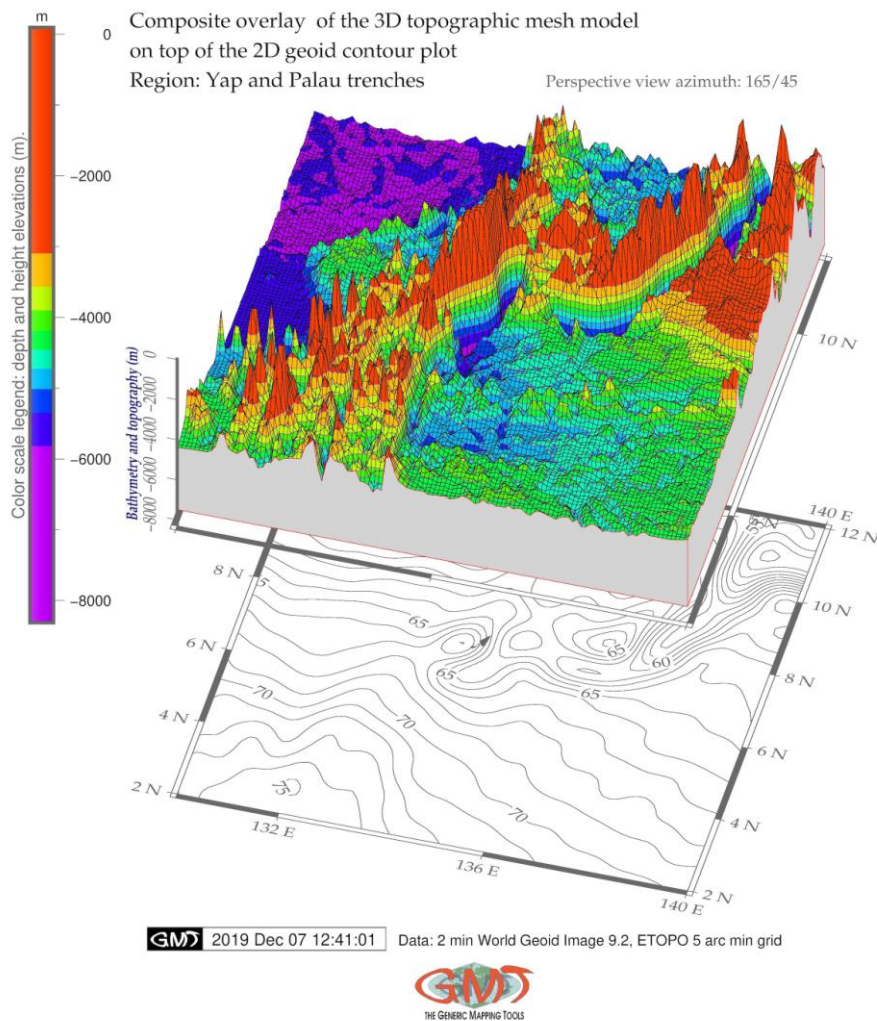 m
0
−2000
−4000
−6000
−8000
Color scale legend: depth and height elevations (m).
Composite overlay of the 3D topographic mesh model
on top of the 2D geoid contour plot
Region: Yap and Palau trenches
Perspective view azimuth: 165/45
Bathymetry and topography (m)
0
−2000
−4000
−6000
−8000
10 N
140 E
12 N
10 N
8 N
6 N
4 N
2 N
140 E
136 E
132 E
2 N
4 N
6 N
8 N
65
65
65
65
60
55
70
70
70
75
GMT
2019 Dec 07 12:41:01
Data: 2 min World Geoid Image 9.2, ETOPO 5 arc min grid
GMT
THE GENERIC MAPPING TOOLS